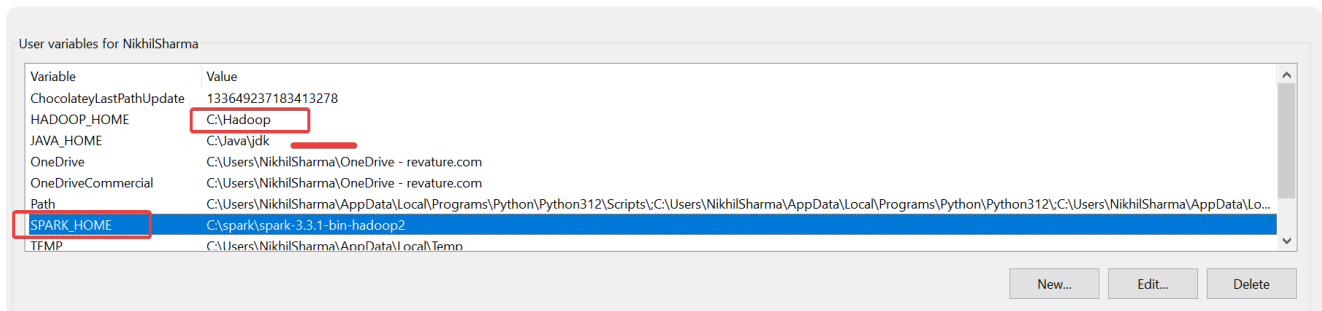 User variables for NikhilSharma
Variable Value
ChocolateyLastPathUpdate 133649237183413278
HADOOP_HOME C:\Hadoop
JAVA_HOME C:\Java\jdk
OneDrive C:\Users\NikhilSharma\OneDrive - revature.com
OneDriveCommercial C:\Users\NikhilSharma\OneDrive - revature.com
Path C:\Users\NikhilSharma\AppData\Local\Programs\Python\Python312\Scripts\;C:\Users\NikhilSharma\AppData\Local\Programs\Python\Python312\;C:\Users\NikhilSharma\AppData\Lo...
SPARK_HOME C:\spark\spark-3.3.1-bin-hadoop2
TEMP C:\Users\NikhilSharma\AppData\Local\Temp
New... Edit... Delete